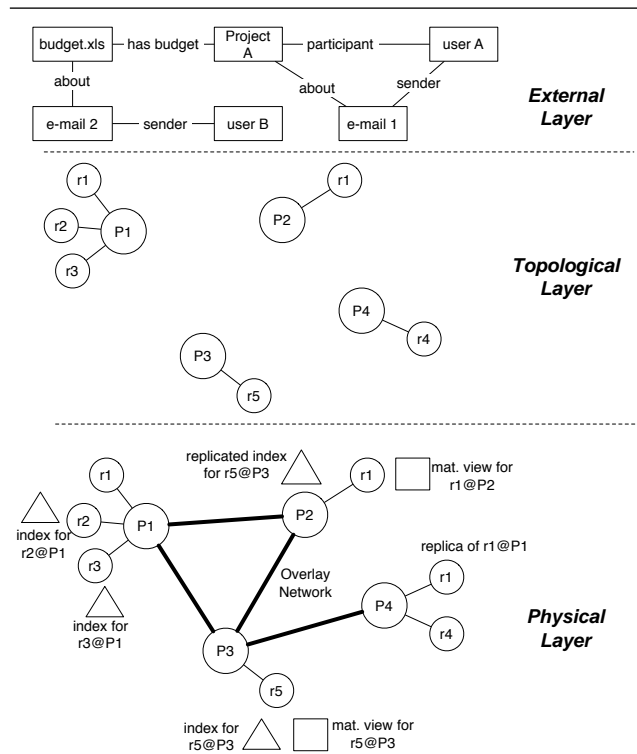 budget.xls
has budget
Project
A
participant
user A
about
about
sender
e-mail 2
sender
user B
e-mail 1
External
Layer
r1
r2
P1
r3
P2
r1
Topological
Layer
P4
r4
P3
r5
replicated index
for r5@P3
r1
mat. view for
r1@P2
r1
r2
P1
r3
index for
r2@P1
index for
r3@P1
P2
Overlay
Network
replica of r1@P1
r1
P4
r4
P3
r5
Physical
Layer
index for
r5@P3
mat. view for
r5@P3